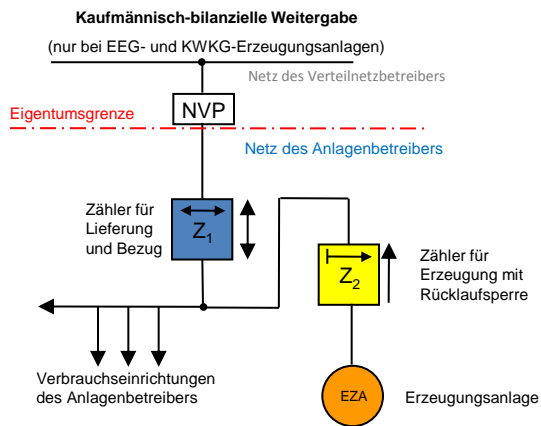 Kaufmännisch-bilanzielle Weitergabe
(nur bei EEG- und KWKG-Erzeugungsanlagen)
Netz des Verteilnetzbetreibers
NVP
Eigentumsgrenze
Netz des Anlagenbetreibers
Zähler für
Lieferung
und Bezug
Z1
Z2
Zähler für
Erzeugung mit
Rücklaufsperre
Verbrauchseinrichtungen
des Anlagenbetreibers
EZA
Erzeugungsanlage